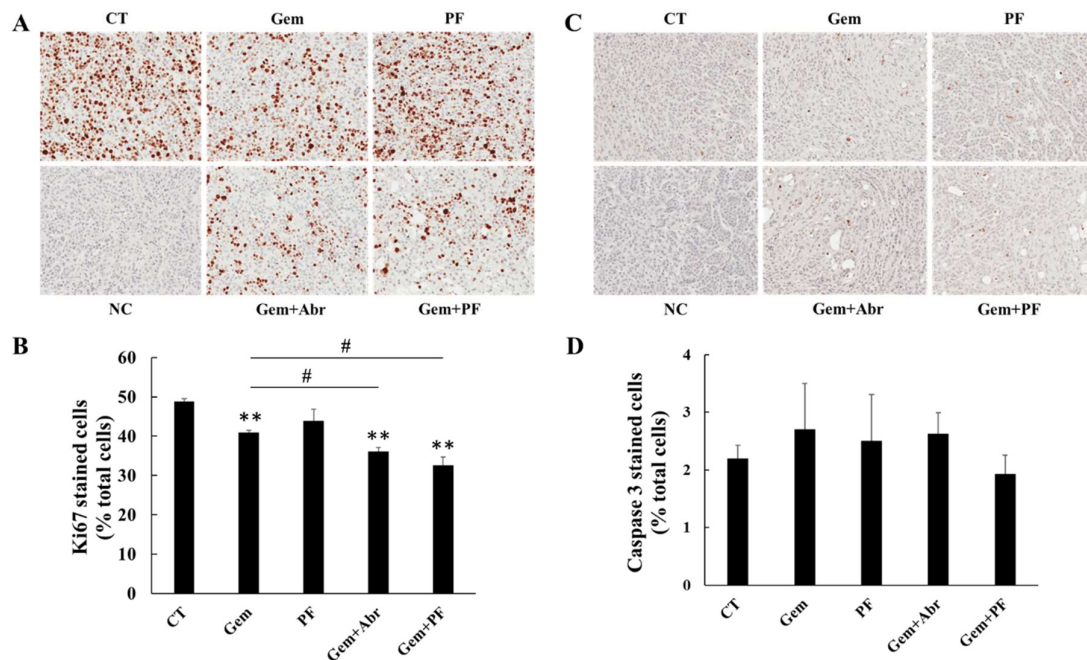 A
CT
Gem
PF
NC
Gem+Abr
Gem+PF
C
CT
Gem
PF
NC
Gem+Abr
Gem+PF
B
Ki67 stained cells
(% total cells)
60
50
40
30
20
10
0
#
#
**
**
**
CT
Gem
PF
Gem+Abr
Gem+PF
D
Caspase 3 stained cells
(% total cells)
4
3
2
1
0
CT
Gem
PF
Gem+Abr
Gem+PF